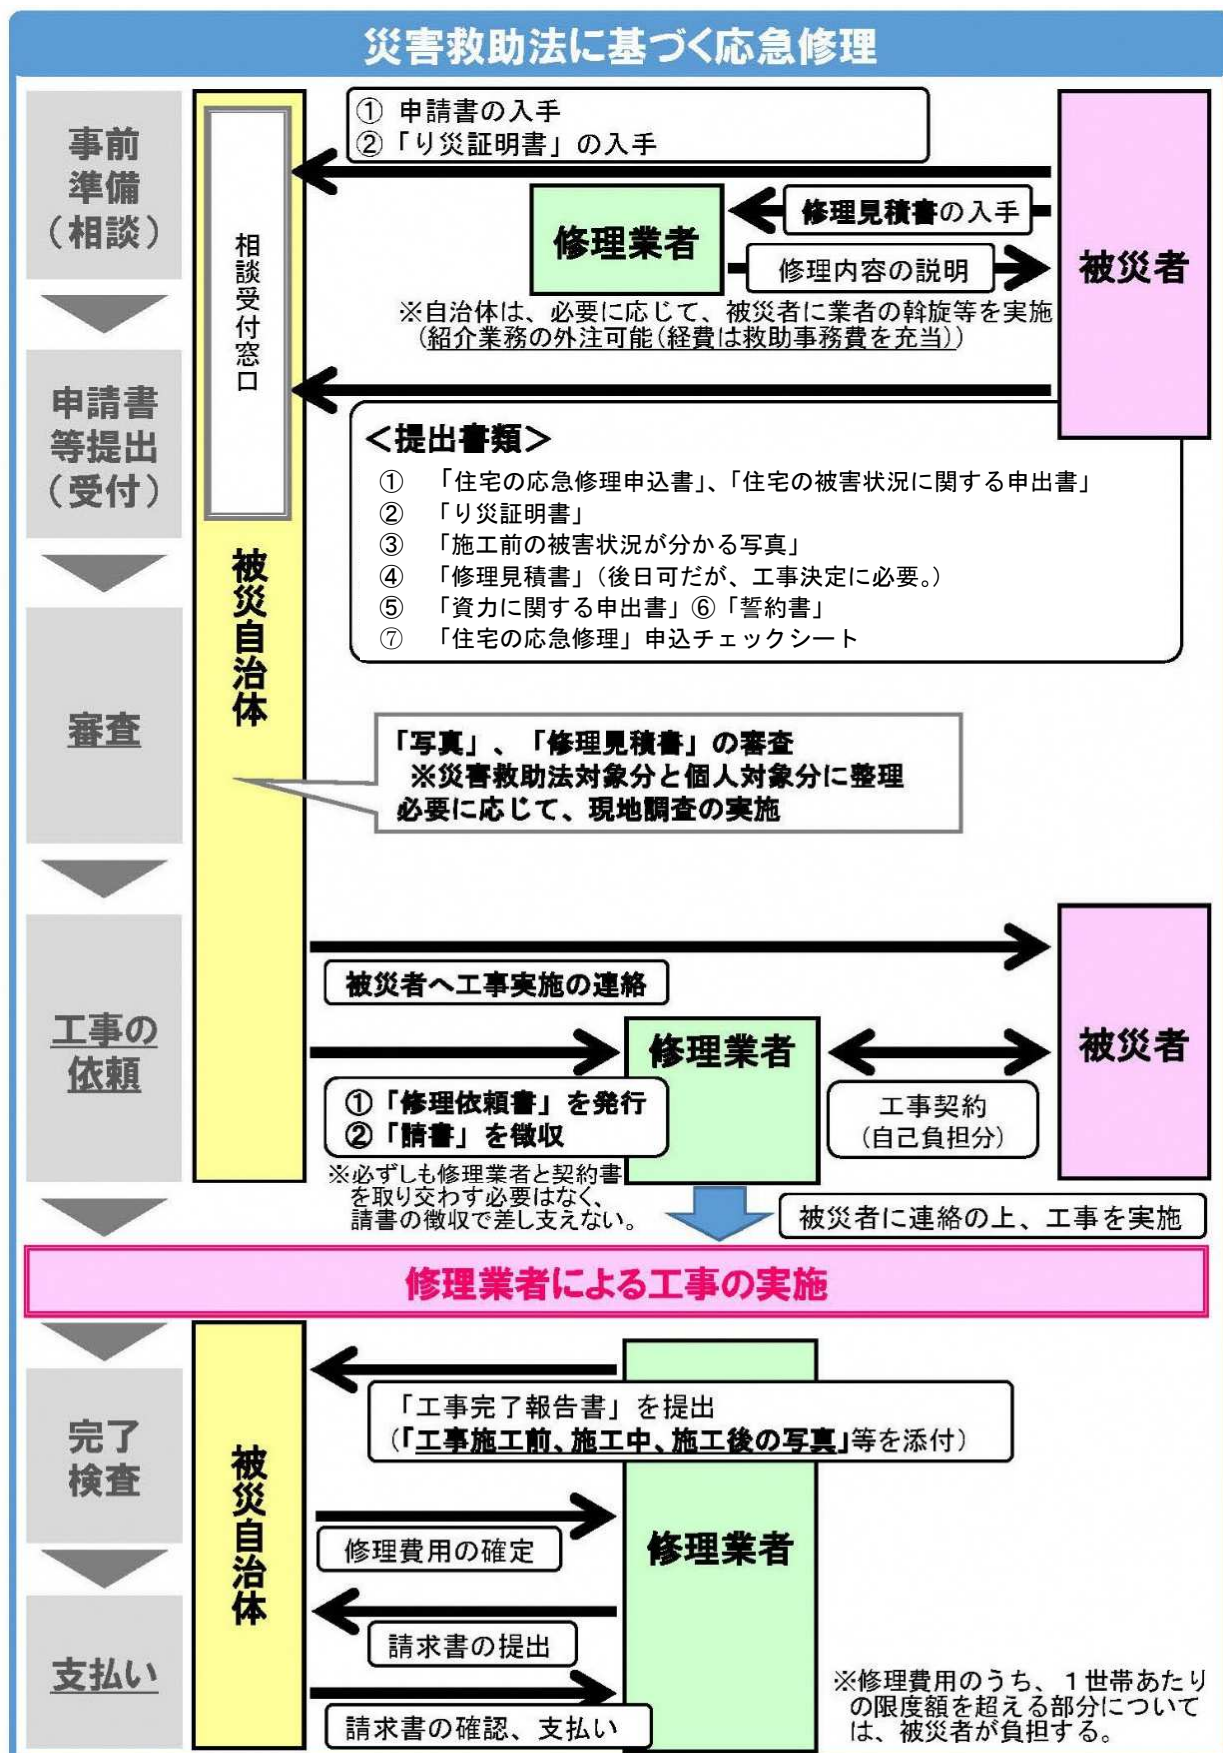 災害救助法に基づく応急修理
事前
準備
(相談)
① 申請書の入手
②「り災証明書」の入手
相談受付窓口
修理業者
修理見積書の入手
修理内容の説明
被災者
※自治体は、必要に応じて、被災者に業者の斡旋等を実施
(紹介業務の外注可能(経費は救助事務費を充当))
申請書
等提出
(受付)
<提出書類>
① 「住宅の応急修理申込書」、「住宅の被害状況に関する申出書」
② 「り災証明書」
③ 「施工前の被害状況が分かる写真」
④ 「修理見積書」(後日可だが、工事決定に必要。)
⑤ 「資力に関する申出書」⑥「誓約書」
⑦ 「住宅の応急修理」申込チェックシート
被災自治体
審査
「写真」、「修理見積書」の審査
※災害救助法対象分と個人対象分に整理
必要に応じて、現地調査の実施
工事の
依頼
被災者へ工事実施の連絡
修理業者
被災者
①「修理依頼書」を発行
②「請書」を徴収
工事契約
(自己負担分)
※必ずしも修理業者と契約書
を取り交わす必要はなく、
請書の徴収で差し支えない。
被災者に連絡の上、工事を実施
修理業者による工事の実施
完了
検査
「工事完了報告書」を提出
(「工事施工前、施工中、施工後の写真」等を添付)
被災自治体
修理費用の確定
修理業者
請求書の提出
支払い
請求書の確認、支払い
※修理費用のうち、1世帯あたり
の限度額を超える部分について
は、被災者が負担する。